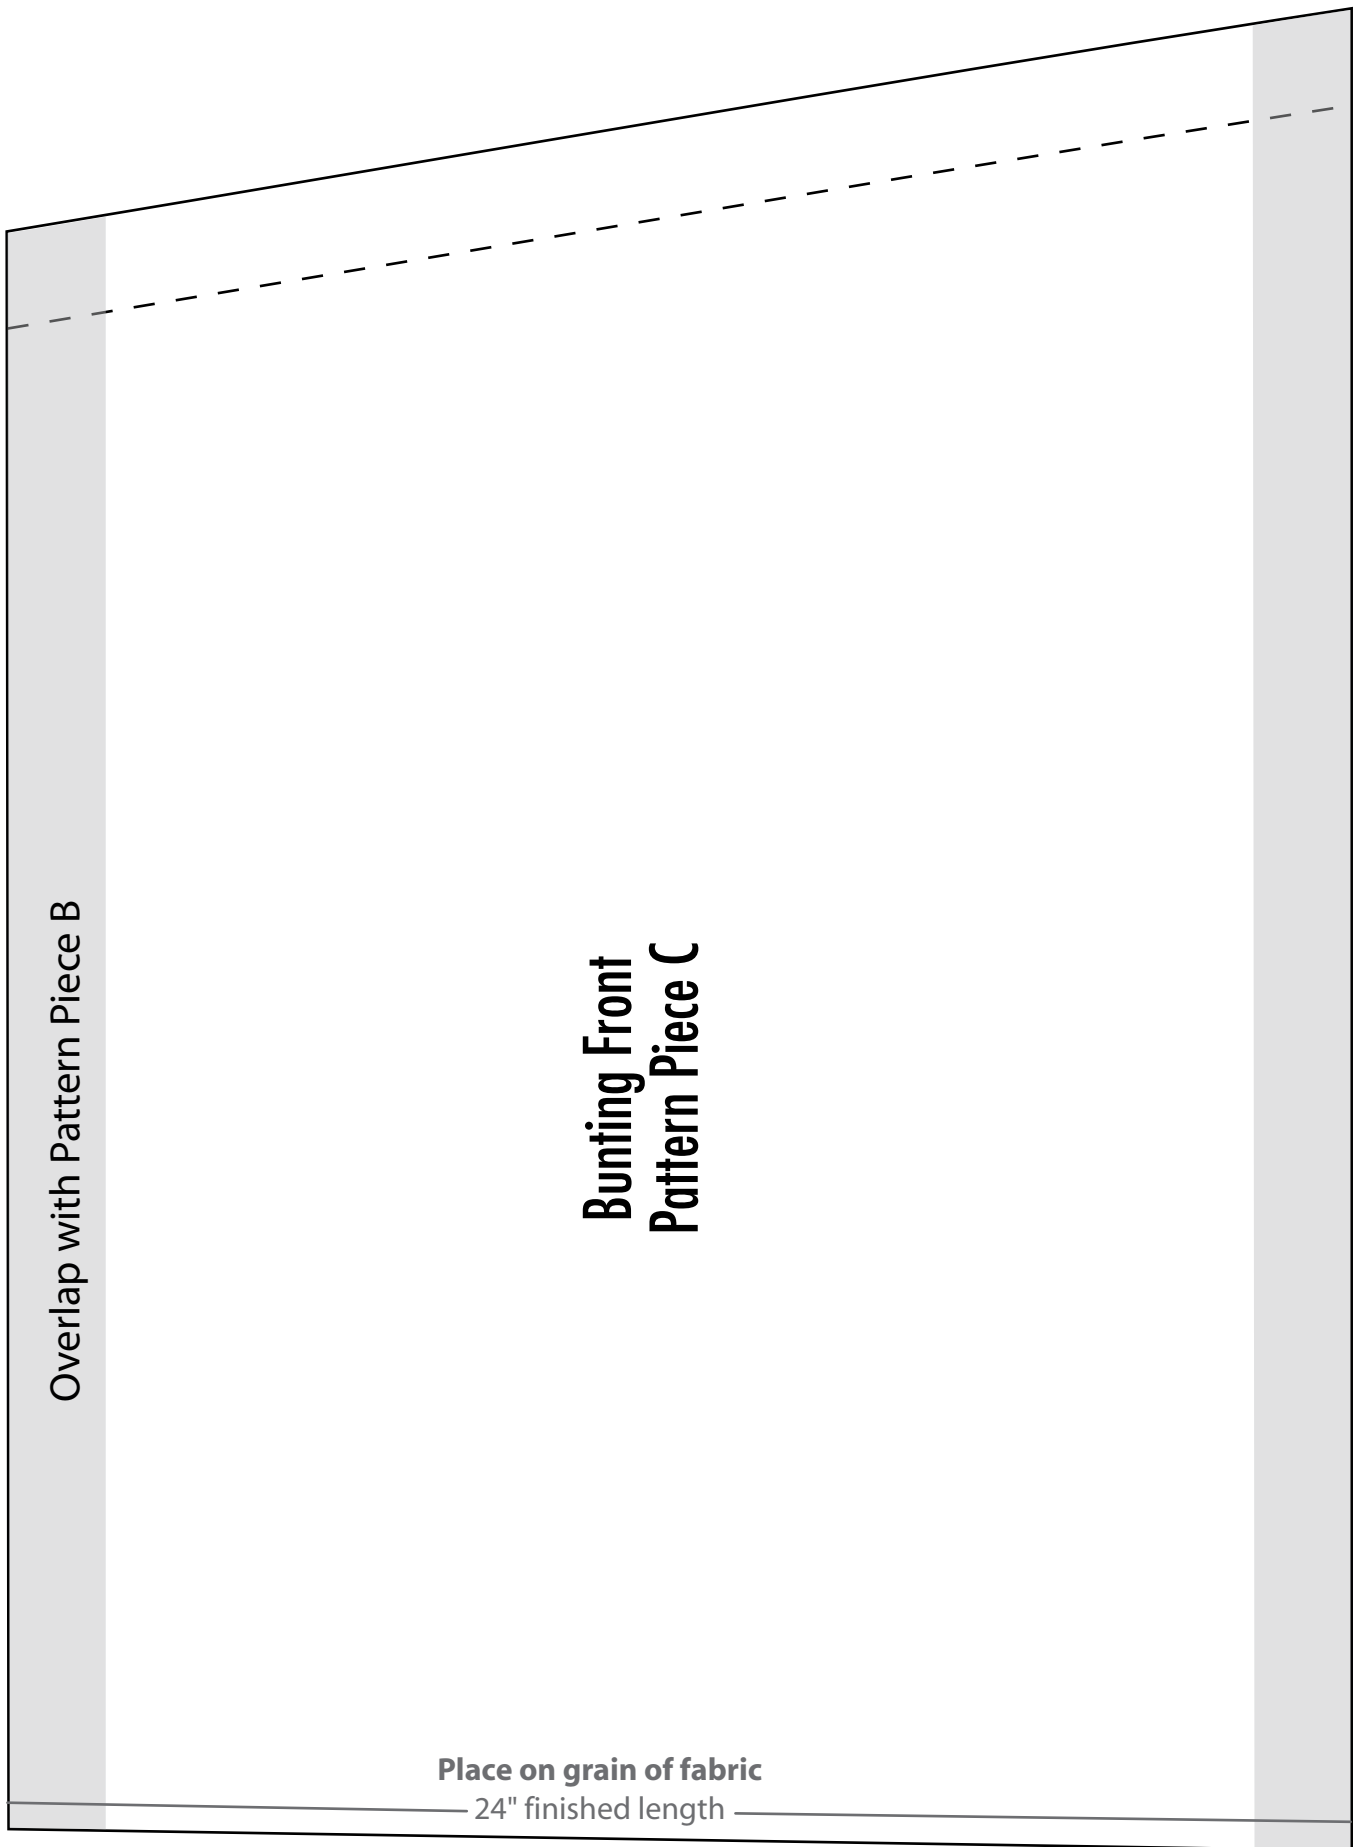 Overlap with Pattern Piece B
Bunting Front
Pattern Piece C
Place on grain of fabric
24" finished length